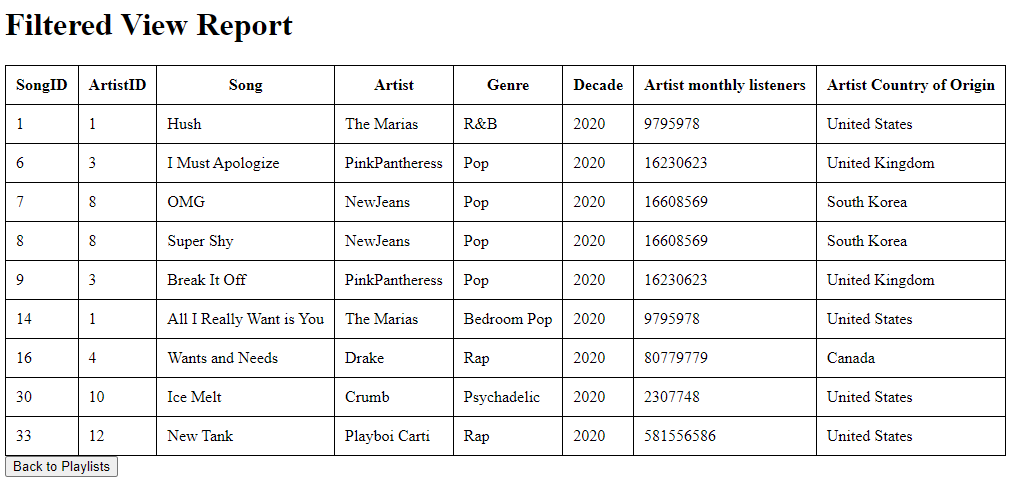 Filtered View Report
SongID ArtistID Song Artist Genre Decade Artist monthly listeners Artist Country of Origin
1 1 Hush The Marias R&B 2020 9795978 United States
6 3 I Must Apologize PinkPantheress Pop 2020 16230623 United Kingdom
7 8 OMG NewJeans Pop 2020 16608569 South Korea
8 8 Super Shy NewJeans Pop 2020 16608569 South Korea
9 3 Break It Off PinkPantheress Pop 2020 16230623 United Kingdom
14 1 All I Really Want is You The Marias Bedroom Pop 2020 9795978 United States
16 4 Wants and Needs Drake Rap 2020 80779779 Canada
30 10 Ice Melt Crumb Psychadelic 2020 2307748 United States
33 12 New Tank Playboi Carti Rap 2020 581556586 United States
Back to Playlists